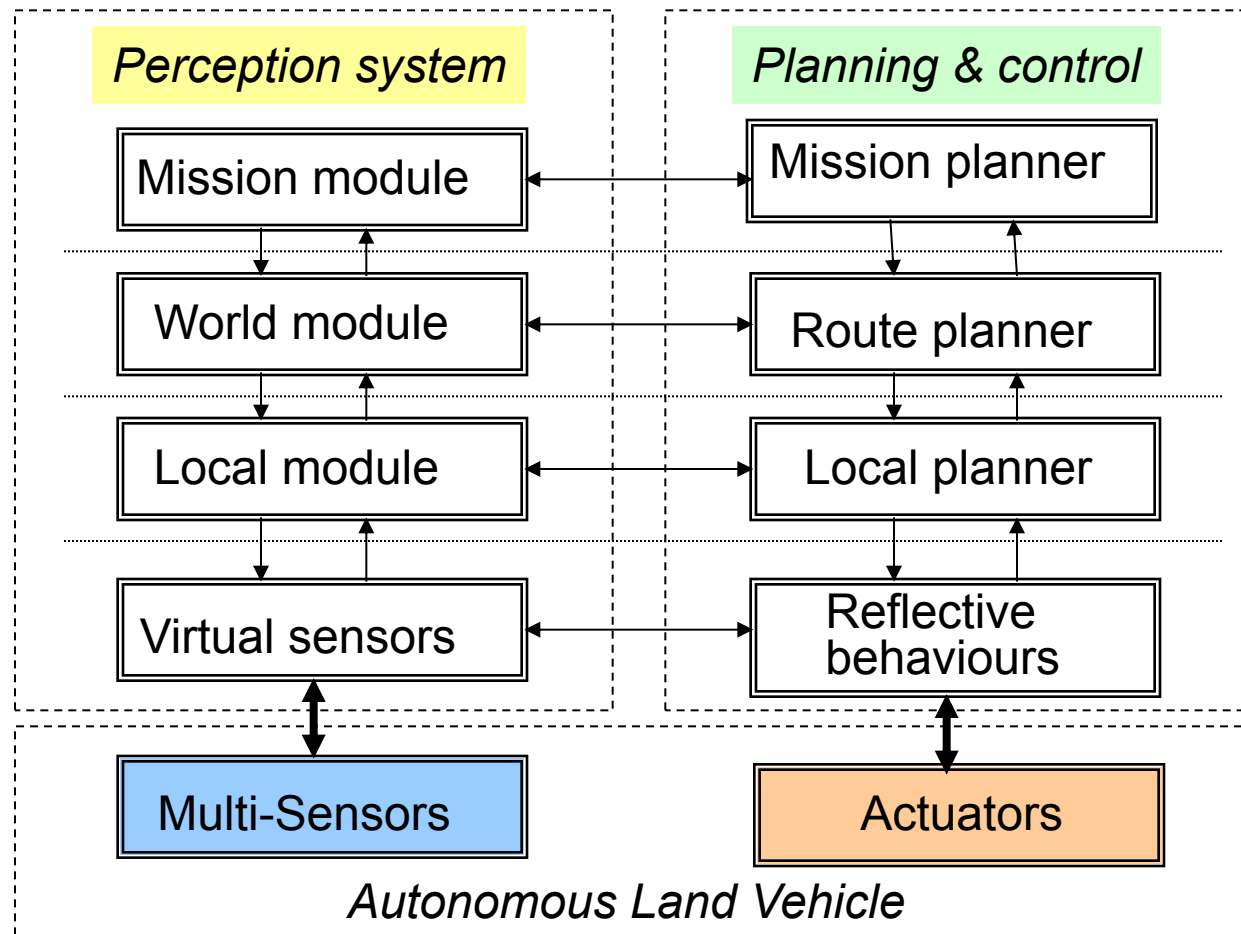 Perception system
Planning & control
Mission module
Mission planner
World module
Route planner
Local module
Local planner
Virtual sensors
Reflective
behaviours
Multi-Sensors
Actuators
Autonomous Land Vehicle